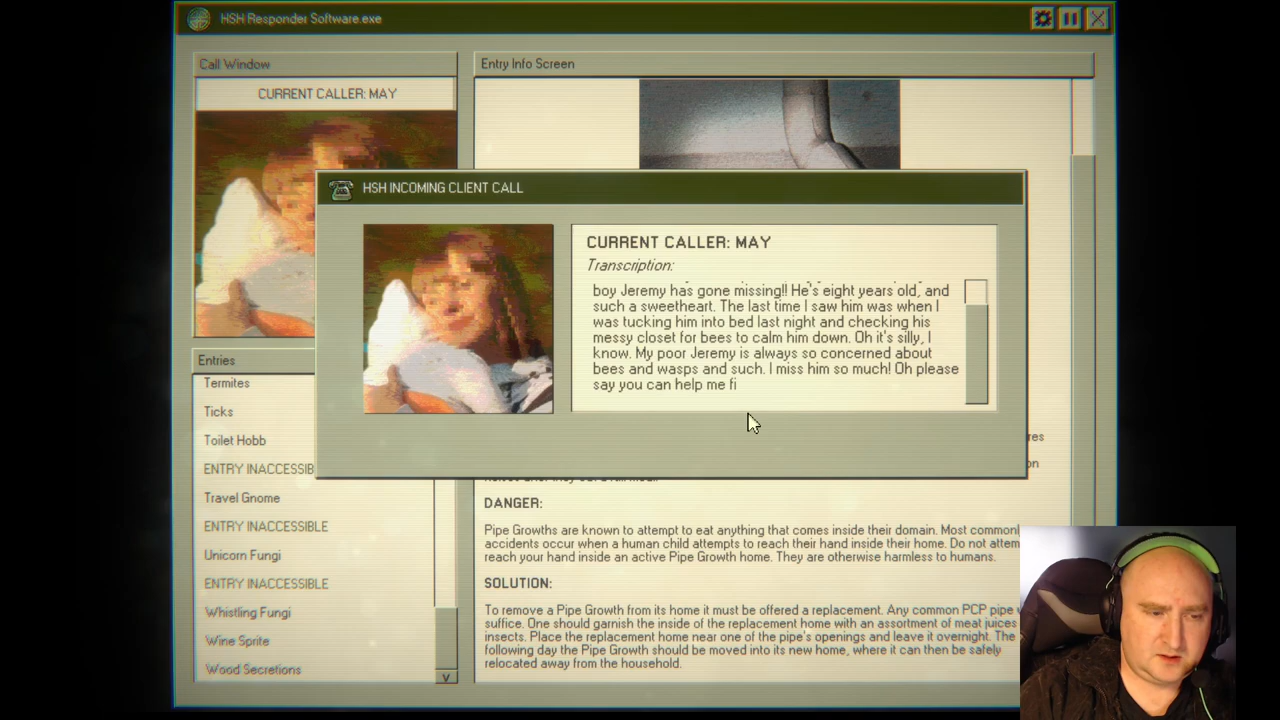 HSH Responder Software.exe
Call Window
CURRENT CALLER: MAY
Entries
Termites
Ticks
Toilet Hobb
ENTRY INACCESSIB
Travel Gnome
ENTRY INACCESSIBLE
Unicorn Fungi
ENTRY INACCESSIBLE
Whistling Fungi
Wine Sprite
Wood Secretions
v
Entry Info Screen
HSH INCOMING CLIENT CALL
CURRENT CALLER: MAY
Transcription:
boy Jeremy has gone missing!! He's eight years old, and
such a sweetheart. The last time I saw him was when I
was tucking him into bed last night and checking his
messy closet for bees to calm him down. Oh it's silly, I
know. My poor Jeremy is always so concerned about
bees and wasps and such. I miss him so much! Oh please
say you can help me fi
res
on
DANGER:
Pipe Growths are known to attempt to eat anything that comes inside their domain. Most commonl
accidents occur when a human child attempts to reach their hand inside their home. Do not attem
reach your hand inside an active Pipe Growth home. They are otherwise harmless to humans.
SOLUTION:
To remove a Pipe Growth from its home it must be offered a replacement. Any common PCP pipe
suffice. One should garnish the inside of the replacement home with an assortment of meat juices
insects. Place the replacement home near one of the pipe's openings and leave it overnight. The
following day the Pipe Growth should be moved into its new home, where it can then be safely
relocated away from the household.